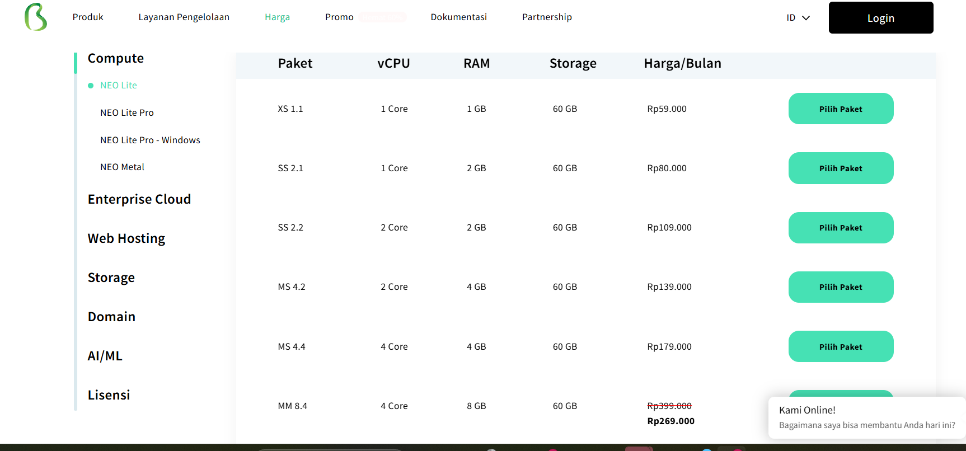 Produk Layanan Pengelolaan Harga Promo Dokumentasi Partnership ID Login
Compute
NEO Lite
NEO Lite Pro
NEO Lite Pro - Windows
NEO Metal
Enterprise Cloud
Web Hosting
Storage
Domain
AI/ML
Lisensi
Paket vCPU RAM Storage Harga/Bulan
XS 1.1 1 Core 1 GB 60 GB Rp59.000 Pilih Paket
SS 2.1 1 Core 2 GB 60 GB Rp80.000 Pilih Paket
SS 2.2 2 Core 2 GB 60 GB Rp109.000 Pilih Paket
MS 4.2 2 Core 4 GB 60 GB Rp139.000 Pilih Paket
MS 4.4 4 Core 4 GB 60 GB Rp179.000 Pilih Paket
MM 8.4 4 Core 8 GB 60 GB Rp399.000
Rp269.000
Kami Online!
Bagaimana saya bisa membantu Anda hari ini?